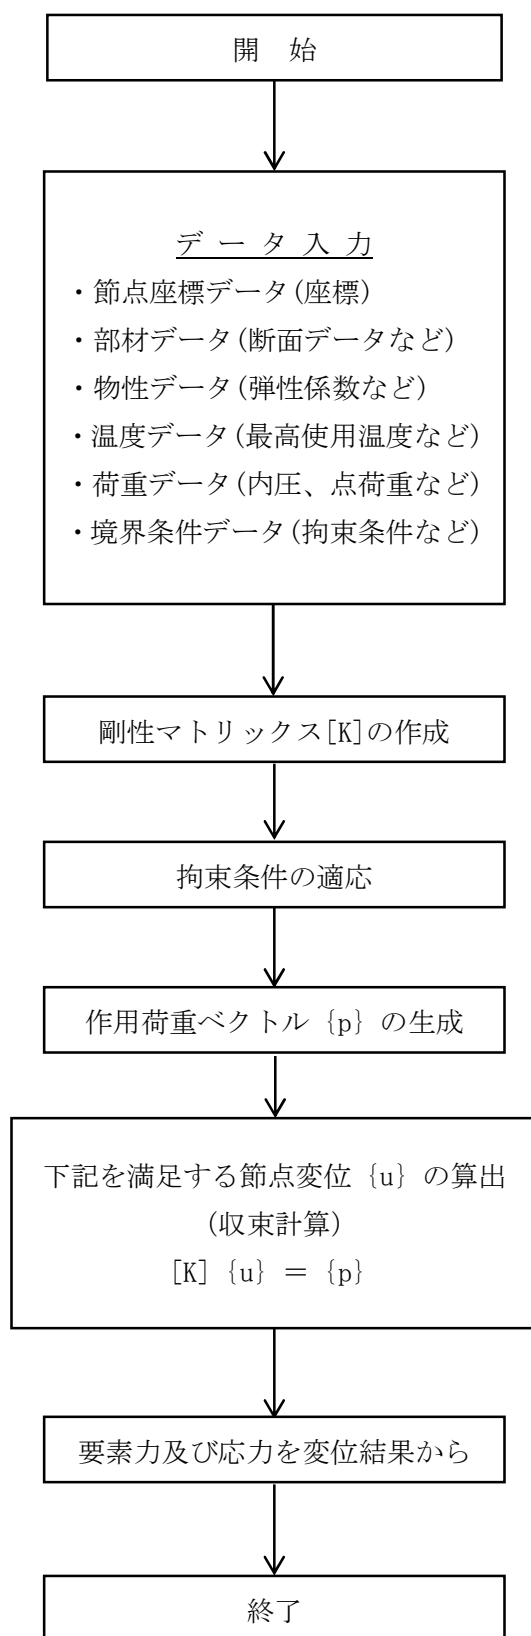 開　始
データ入力
・節点座標データ(座標)
・部材データ(断面データなど)
・物性データ(弾性係数など)
・温度データ(最高使用温度など)
・荷重データ(内圧、点荷重など)
・境界条件データ(拘束条件など)
剛性マトリックス[K]の作成
拘束条件の適応
作用荷重ベクトル {p} の生成
下記を満足する節点変位 {u} の算出
(収束計算)
[K] {u} ＝ {p}
要素力及び応力を変位結果から
終了